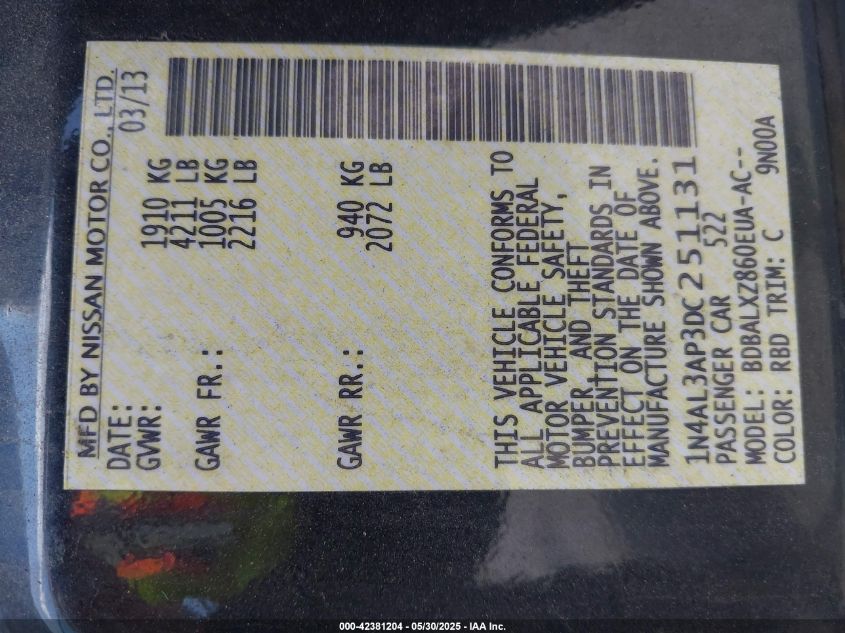 MFD BY NISSAN MOTOR CO., LTD.
DATE: 03/13
GVWR: 1910 KG
4211 LB
GAWR FR.: 1005 KG
2216 LB
GAWR RR.: 940 KG
2072 LB
THIS VEHICLE CONFORMS TO
ALL APPLICABLE FEDERAL
MOTOR VEHICLE SAFETY,
BUMPER, AND THEFT
PREVENTION STANDARDS IN
EFFECT ON THE DATE OF
MANUFACTURE SHOWN ABOVE.
1N4AL3AP3DC251131
PASSENGER CAR 522
MODEL: BDBALXZ860EUA-AC--
COLOR: RBD TRIM: C 9N00A
000-42381204 - 05/30/2025 - IAA Inc.